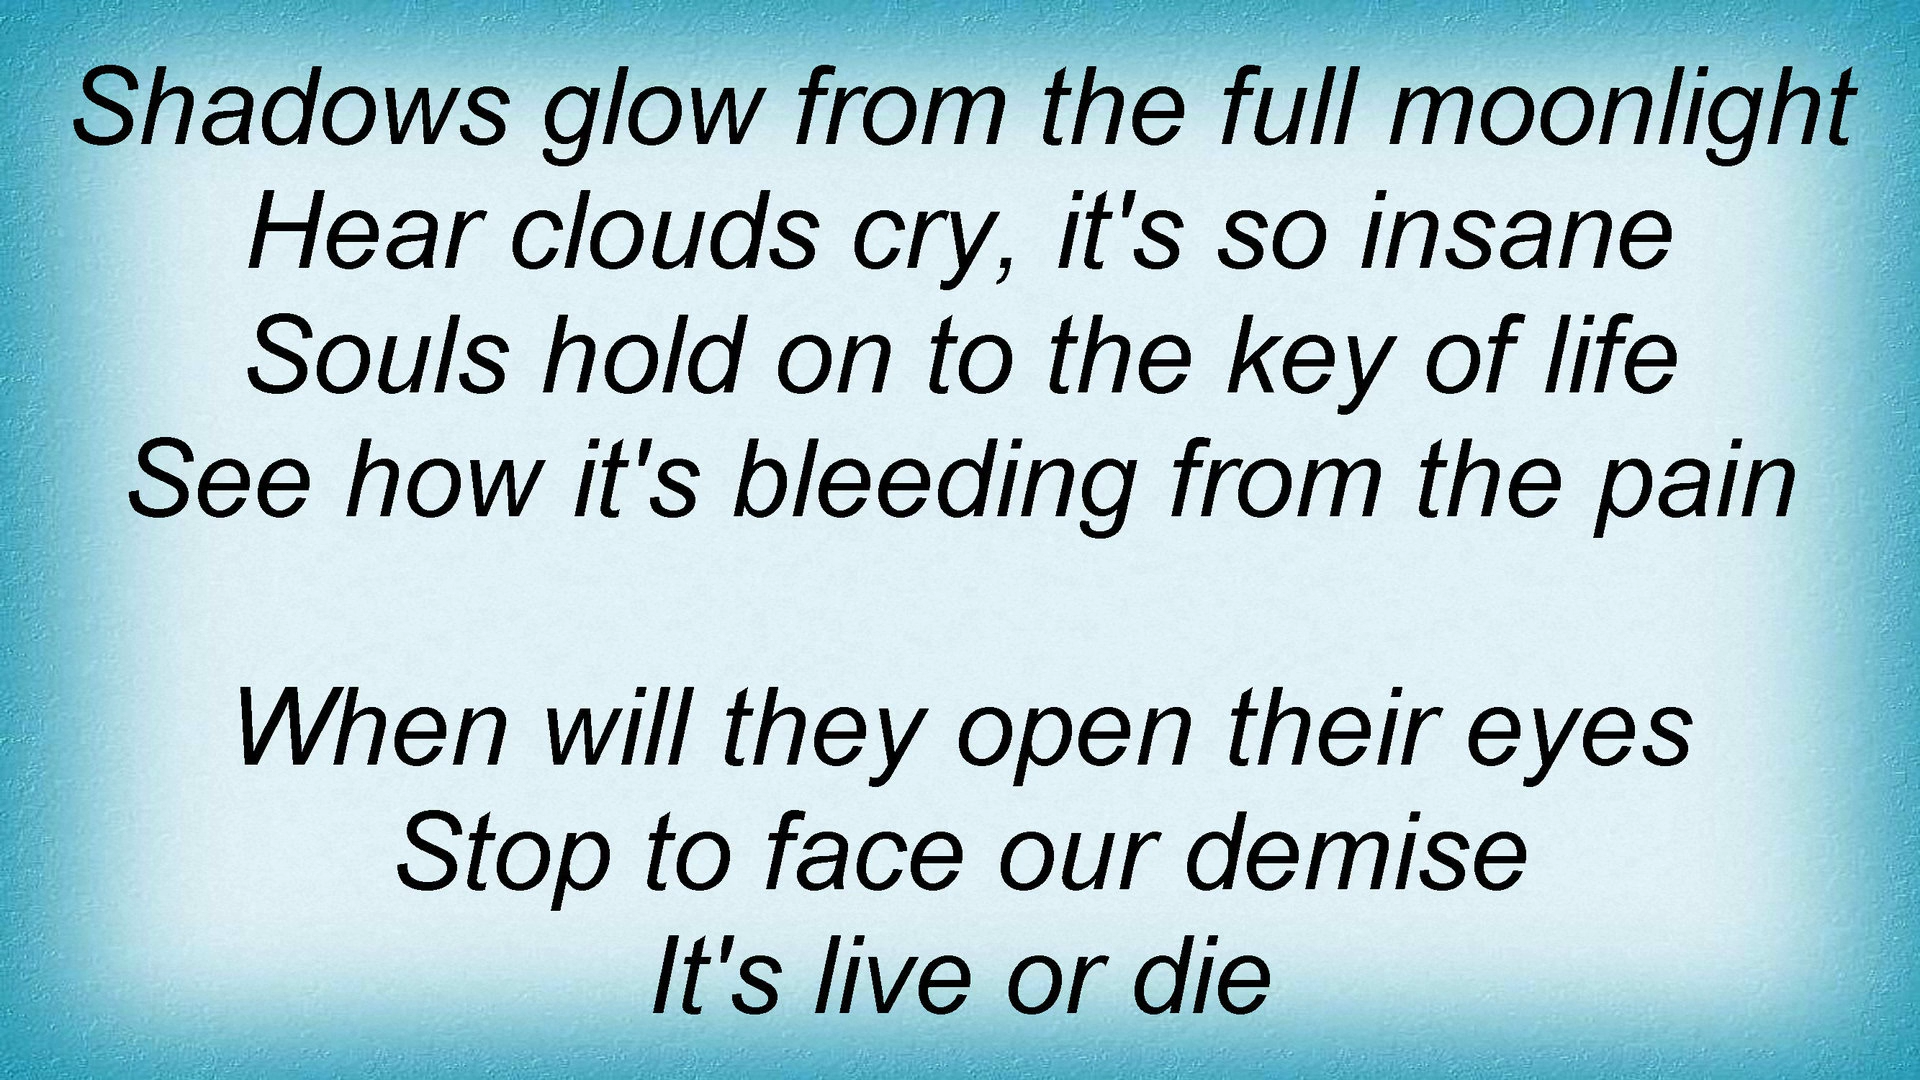 Shadows glow from the full moonlight
Hear clouds cry, it's so insane
Souls hold on to the key of life
See how it's bleeding from the pain
When will they open their eyes
Stop to face our demise
It's live or die